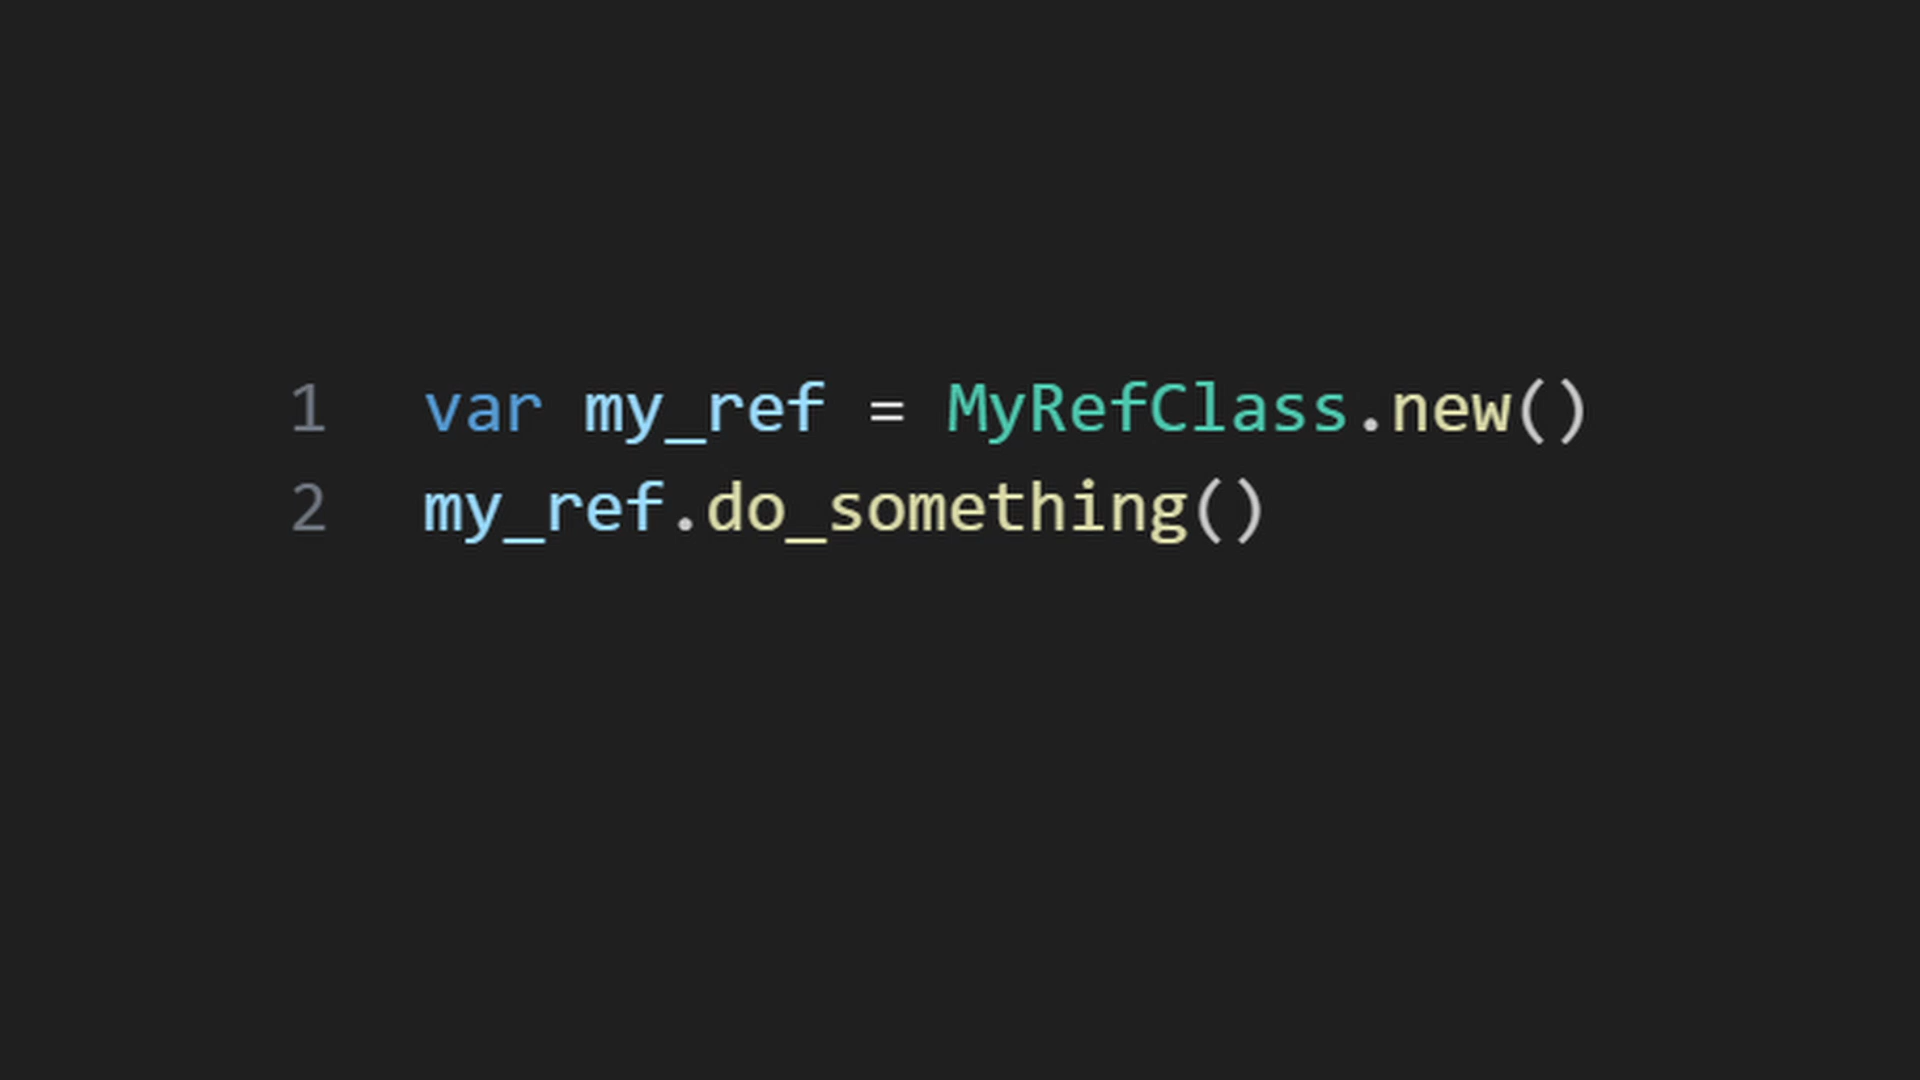 1 var my_ref = MyRefClass.new()
2 my_ref.do_something()